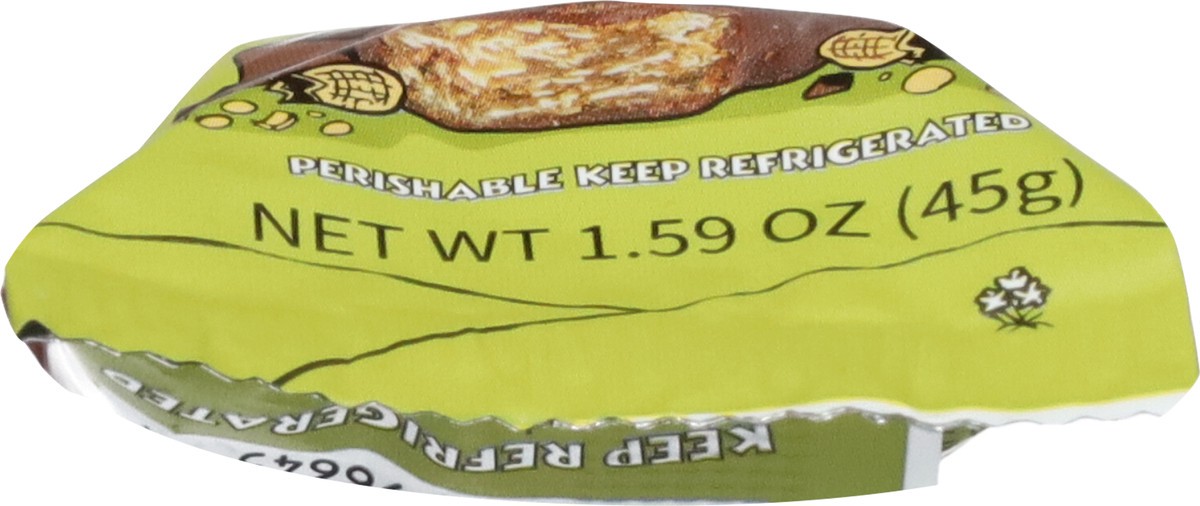 PERISHABLE KEEP REFRIGERATED
NET WT 1.59 OZ (45g)
KEEP REFRIGERATED